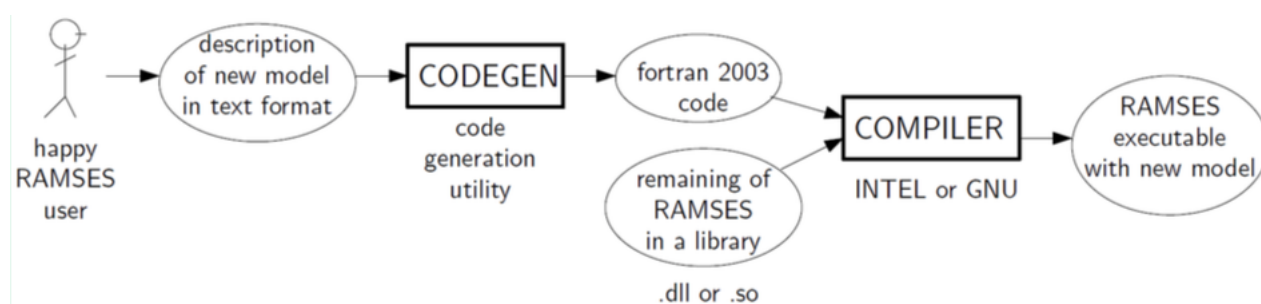 happy
RAMSES
user
description
of new model
in text format
CODEGEN
code
generation
utility
fortran 2003
code
remaining of
RAMSES
in a library
.dll or .so
COMPILER
INTEL or GNU
RAMSES
executable
with new model